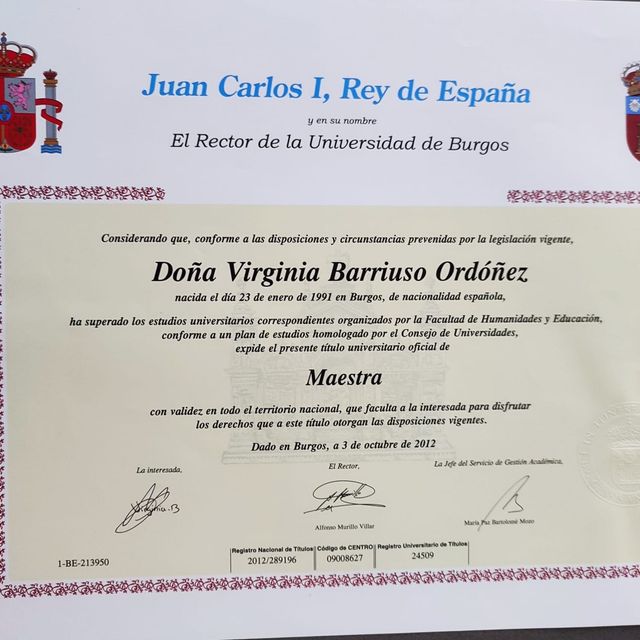 Juan Carlos I, Rey de España
y en su nombre
El Rector de la Universidad de Burgos
Considerando que, conforme a las disposiciones y circunstancias prevenidas por la legislación vigente,
Doña Virginia Barriuso Ordóñez
nacida el día 23 de enero de 1991 en Burgos, de nacionalidad española,
ha superado los estudios universitarios correspondientes organizados por la Facultad de Humanidades y Educación,
conforme a un plan de estudios homologado por el Consejo de Universidades,
expide el presente título universitario oficial de
Maestra
con validez en todo el territorio nacional, que faculta a la interesada para disfrutar
los derechos que a este título otorgan las disposiciones vigentes.
Dado en Burgos, a 3 de octubre de 2012
La interesada, El Rector, La Jefe del Servicio de Gestión Académica,
Alfonso Murillo Villar María Paz Bartolomé Mozo
Registro Nacional de Títulos Código de CENTRO Registro Universitario de Títulos
1-BE-213950 2012/289196 09008627 24509